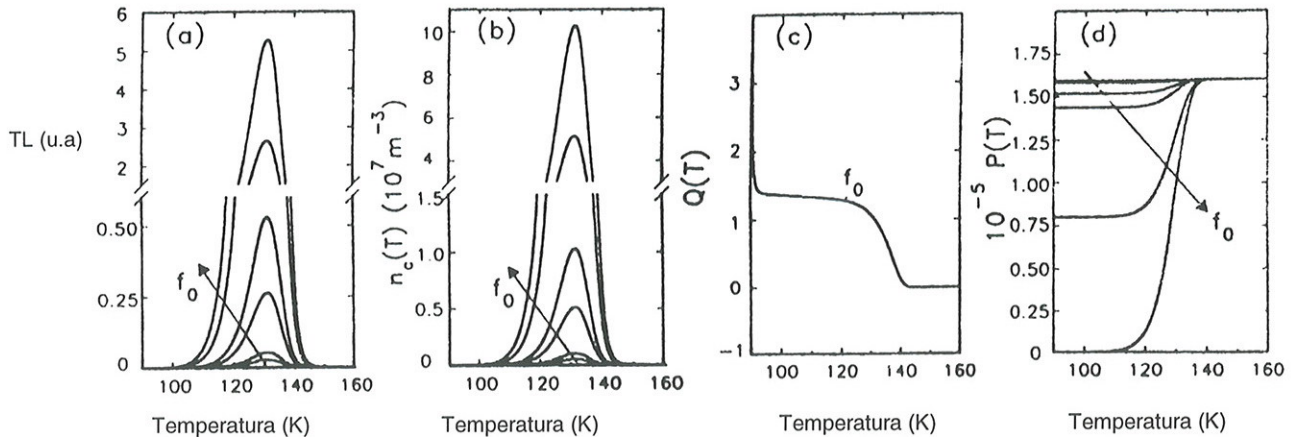 (a)
TL (u.a)
6
5
4
3
2
0.50
0.25
0
f0
100 120 140 160
Temperatura (K)
(b)
n_c(T) (10^7 m^-3)
10
8
6
4
1.5
1.0
0.5
0
f0
100 120 140 160
Temperatura (K)
(c)
Q(T)
3
2
1
0
-1
f0
100 120 140 160
Temperatura (K)
(d)
10^-5 P(T)
1.75
1.50
1.25
1.00
0.75
0.50
0.25
0
f0
100 120 140 160
Temperatura (K)